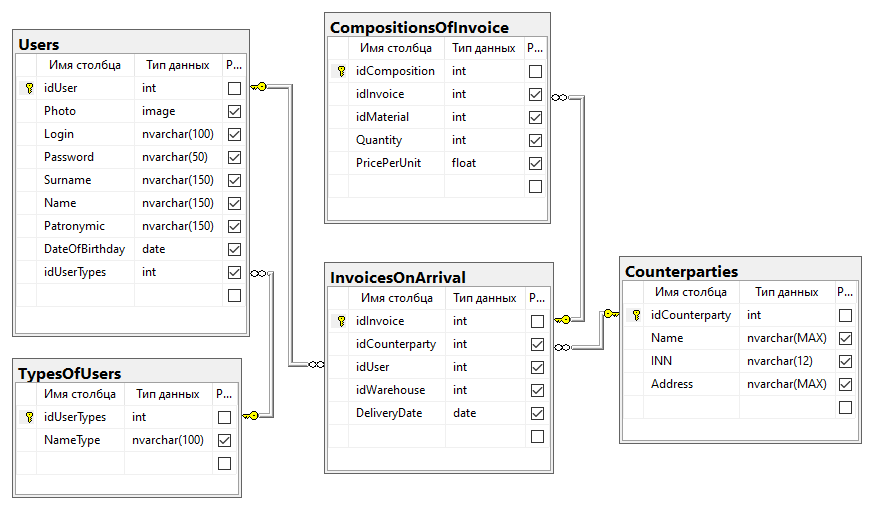 Users
Имя столбца Тип данных Р...
idUser int
Photo image
Login nvarchar(100)
Password nvarchar(50)
Surname nvarchar(150)
Name nvarchar(150)
Patronymic nvarchar(150)
DateOfBirthday date
idUserTypes int
TypesOfUsers
Имя столбца Тип данных Р...
idUserTypes int
NameType nvarchar(100)
CompositionsOfInvoice
Имя столбца Тип данных Р...
idComposition int
idInvoice int
idMaterial int
Quantity int
PricePerUnit float
InvoicesOnArrival
Имя столбца Тип данных Р...
idInvoice int
idCounterparty int
idUser int
idWarehouse int
DeliveryDate date
Counterparties
Имя столбца Тип данных Р...
idCounterparty int
Name nvarchar(MAX)
INN nvarchar(12)
Address nvarchar(MAX)